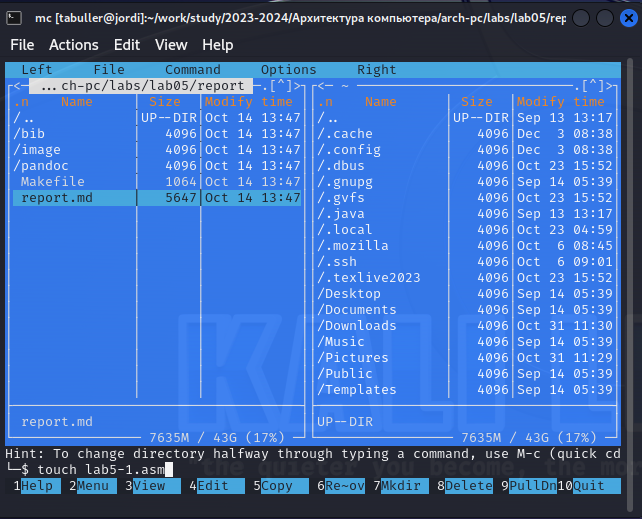 mc [tabuller@jordi]:~/work/study/2023-2024/Архитектура компьютера/arch-pc/labs/lab05/rep
File Actions Edit View Help
Left File Command Options Right
<— ...ch-pc/labs/lab05/report —.[^]> <— ~ —.[^]>
.n Name Size Modify time .n Name Size Modify time
/.. UP--DIR Oct 14 13:47 /.. UP--DIR Sep 13 13:17
/bib 4096 Oct 14 13:47 /.cache 4096 Dec 3 08:38
/image 4096 Oct 14 13:47 /.config 4096 Dec 3 08:38
/pandoc 4096 Oct 14 13:47 /.dbus 4096 Oct 23 15:52
Makefile 1064 Oct 14 13:47 /.gnupg 4096 Sep 14 05:39
report.md 5647 Oct 14 13:47 /.gvfs 4096 Oct 23 15:52
/.java 4096 Sep 13 13:17
/.local 4096 Oct 23 04:59
/.mozilla 4096 Oct 6 08:45
/.ssh 4096 Oct 6 09:01
/.texlive2023 4096 Oct 23 15:52
/Desktop 4096 Sep 14 05:39
/Documents 4096 Sep 14 05:39
/Downloads 4096 Oct 31 11:30
/Music 4096 Sep 14 05:39
/Pictures 4096 Oct 31 11:29
/Public 4096 Sep 14 05:39
/Templates 4096 Sep 14 05:39
report.md UP--DIR
7635M / 43G (17%) 7635M / 43G (17%)
Hint: To change directory halfway through typing a command, use M-c (quick cd
└─$ touch lab5-1.asm
1Help 2Menu 3View 4Edit 5Copy 6Re~ov 7Mkdir 8Delete 9PullDn 10Quit